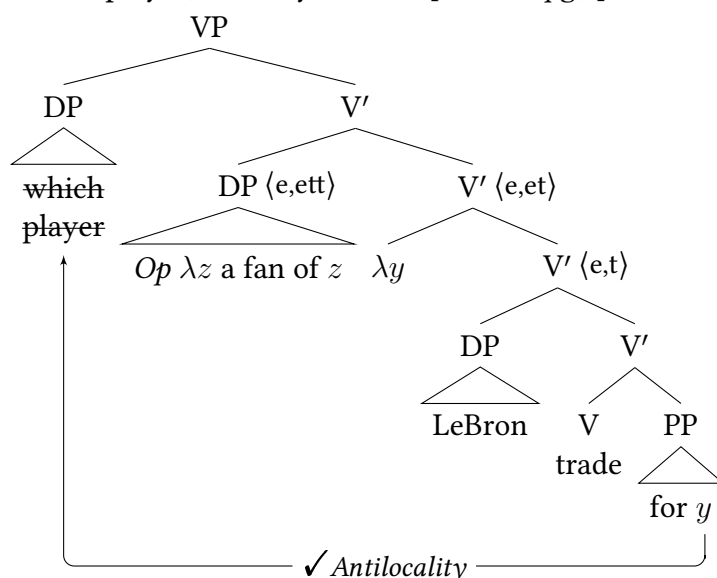 VP
DP V′
which
player
DP ⟨e,ett⟩ V′ ⟨e,et⟩
Op λz a fan of z λy V′ ⟨e,t⟩
DP V′
LeBron V PP
trade
for y
✓Antilocality